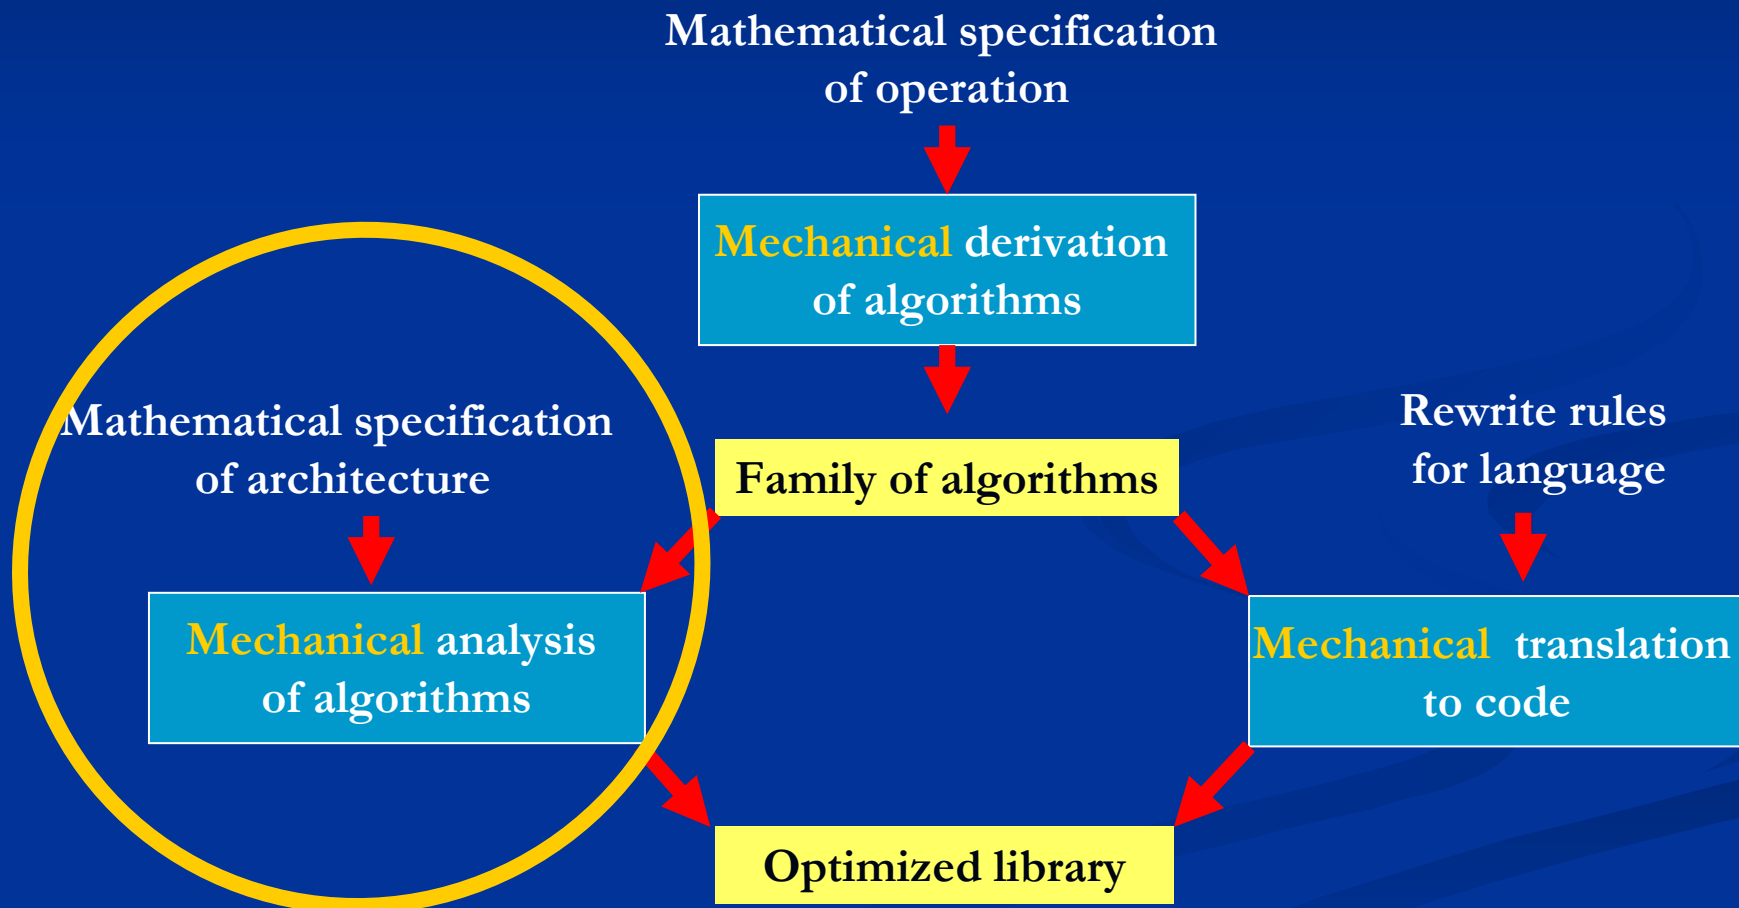 Mathematical specification
of operation
Mechanical derivation
of algorithms
Mathematical specification
of architecture
Family of algorithms
Rewrite rules
for language
Mechanical analysis
of algorithms
Mechanical translation
to code
Optimized library